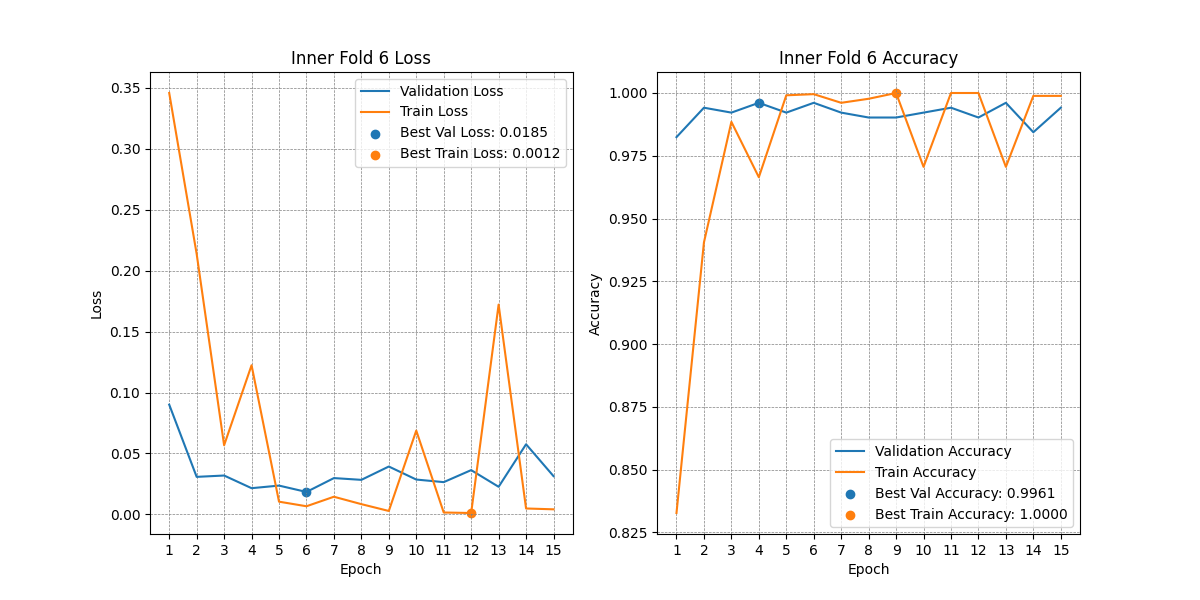 Inner Fold 6 Loss
0.35
0.30
0.25
0.20
0.15
0.10
0.05
0.00
Loss
Validation Loss
Train Loss
Best Val Loss: 0.0185
Best Train Loss: 0.0012
1 2 3 4 5 6 7 8 9 10 11 12 13 14 15
Epoch
Inner Fold 6 Accuracy
1.000
0.975
0.950
0.925
0.900
0.875
0.850
0.825
Accuracy
Validation Accuracy
Train Accuracy
Best Val Accuracy: 0.9961
Best Train Accuracy: 1.0000
1 2 3 4 5 6 7 8 9 10 11 12 13 14 15
Epoch